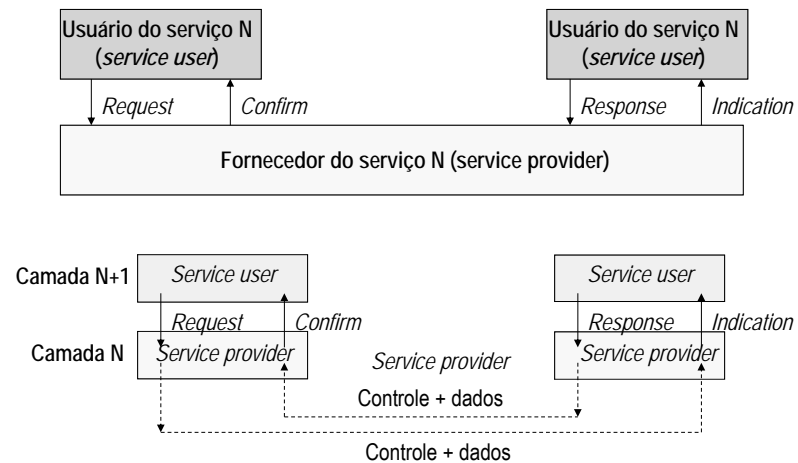 Usuário do serviço N
(service user)
Usuário do serviço N
(service user)
Request
Confirm
Response
Indication
Fornecedor do serviço N (service provider)
Camada N+1
Service user
Service user
Request
Confirm
Response
Indication
Camada N
Service provider
Service provider
Service provider
Controle + dados
Controle + dados